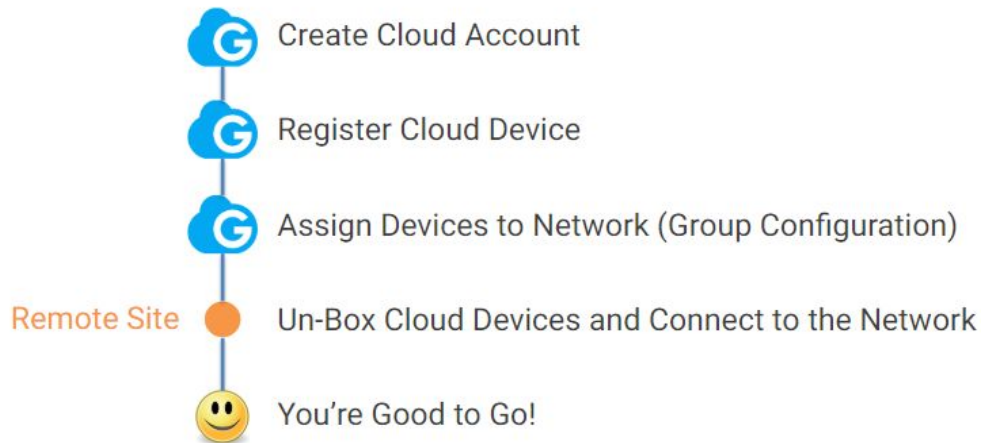 G Create Cloud Account
G Register Cloud Device
G Assign Devices to Network (Group Configuration)
Remote Site Un-Box Cloud Devices and Connect to the Network
You’re Good to Go!